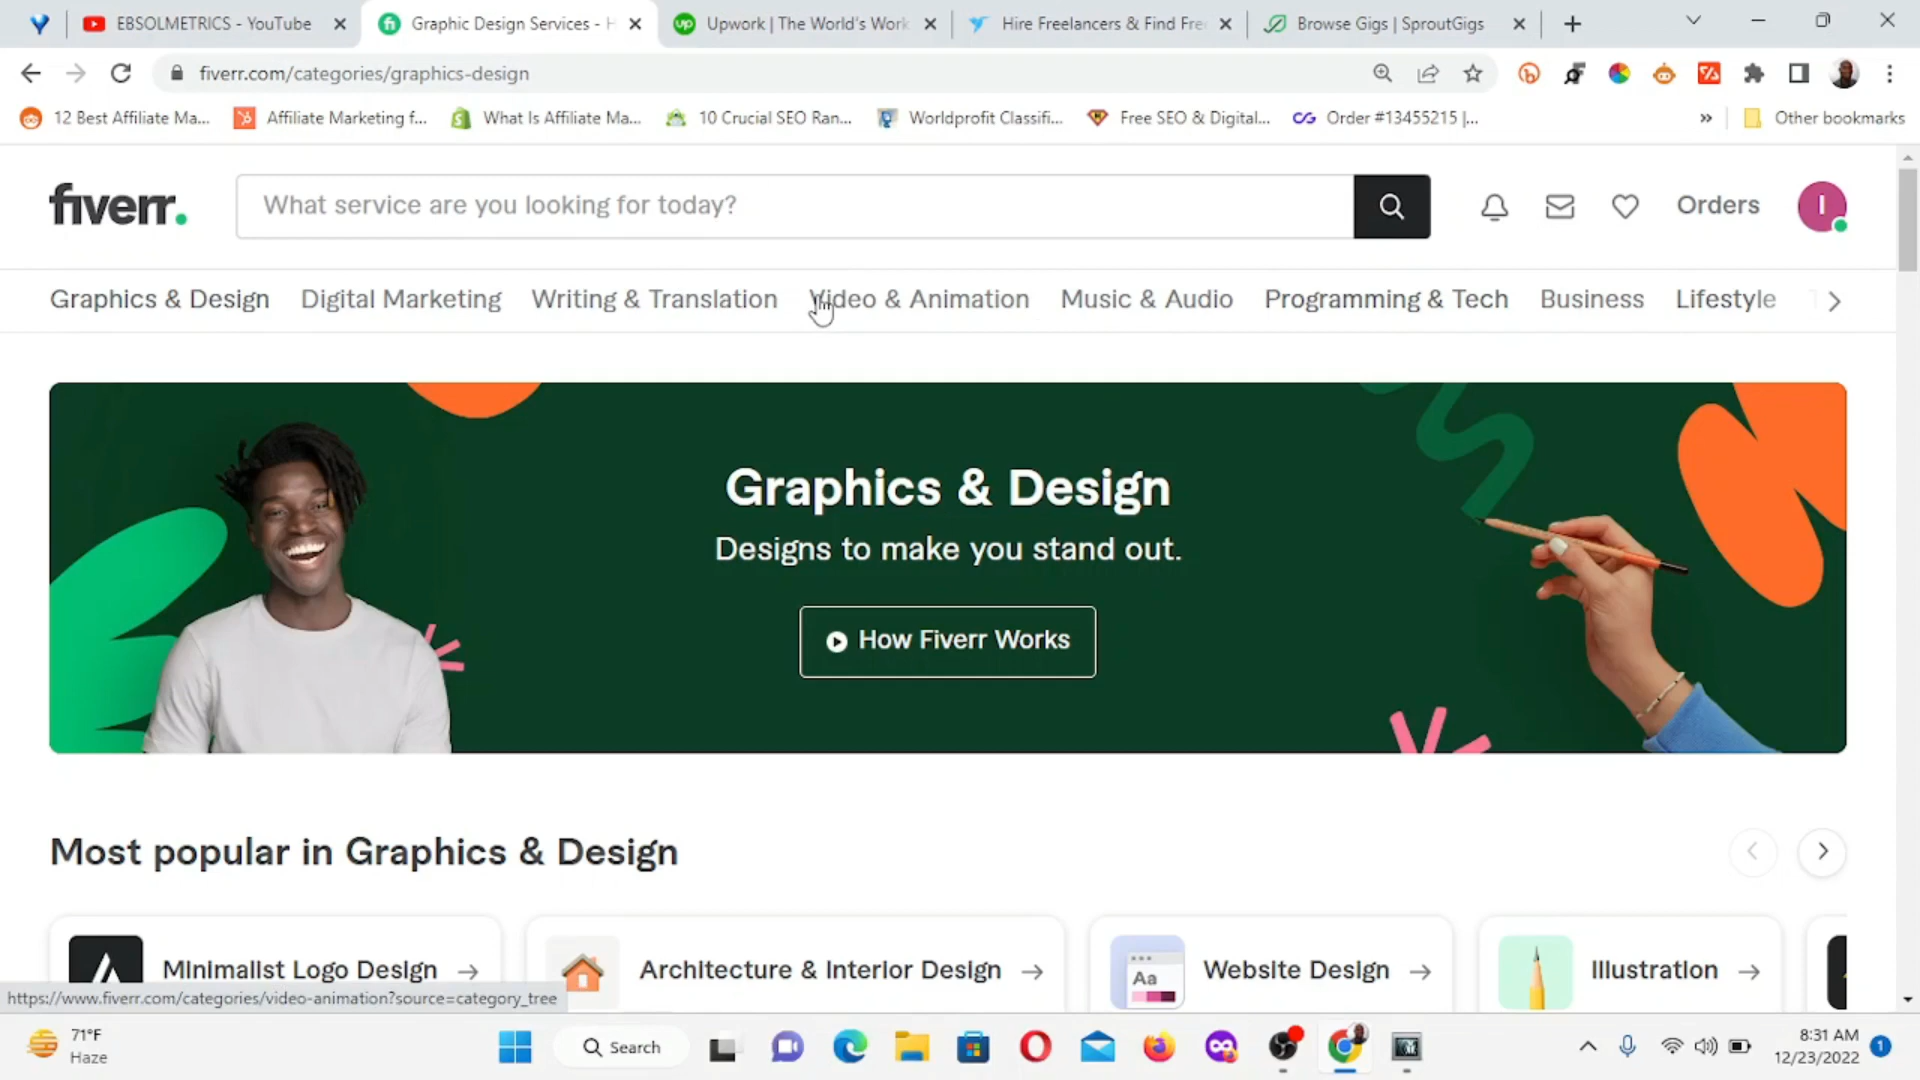 EBSOLMETRICS - YouTube
Graphic Design Services - H
Upwork | The World's Work
Hire Freelancers & Find Fre
Browse Gigs | SproutGigs
fiverr.com/categories/graphics-design
12 Best Affiliate Ma...
Affiliate Marketing f...
What Is Affiliate Ma...
10 Crucial SEO Ran...
Worldprofit Classifi...
Free SEO & Digital...
Order #13455215 |...
»
Other bookmarks
fiverr.
What service are you looking for today?
Orders
I
Graphics & Design
Digital Marketing
Writing & Translation
Video & Animation
Music & Audio
Programming & Tech
Business
Lifestyle
Graphics & Design
Designs to make you stand out.
How Fiverr Works
Most popular in Graphics & Design
Minimalist Logo Design
Architecture & Interior Design
Aa
Website Design
Illustration
https://www.fiverr.com/categories/video-animation?source=category_tree
71°F
Haze
Search
8:31 AM
12/23/2022
1